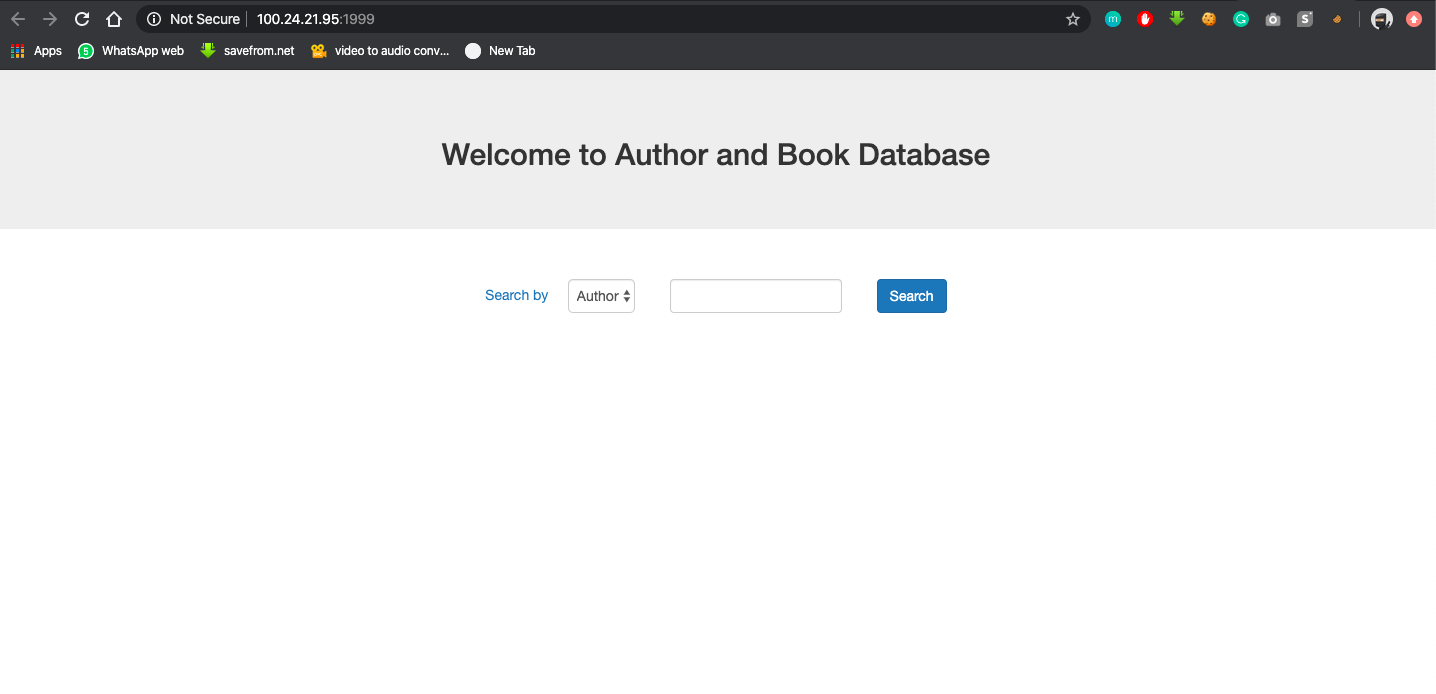 Not Secure 100.24.21.95:1999
Apps WhatsApp web savefrom.net video to audio conv... New Tab
Welcome to Author and Book Database
Search by Author Search